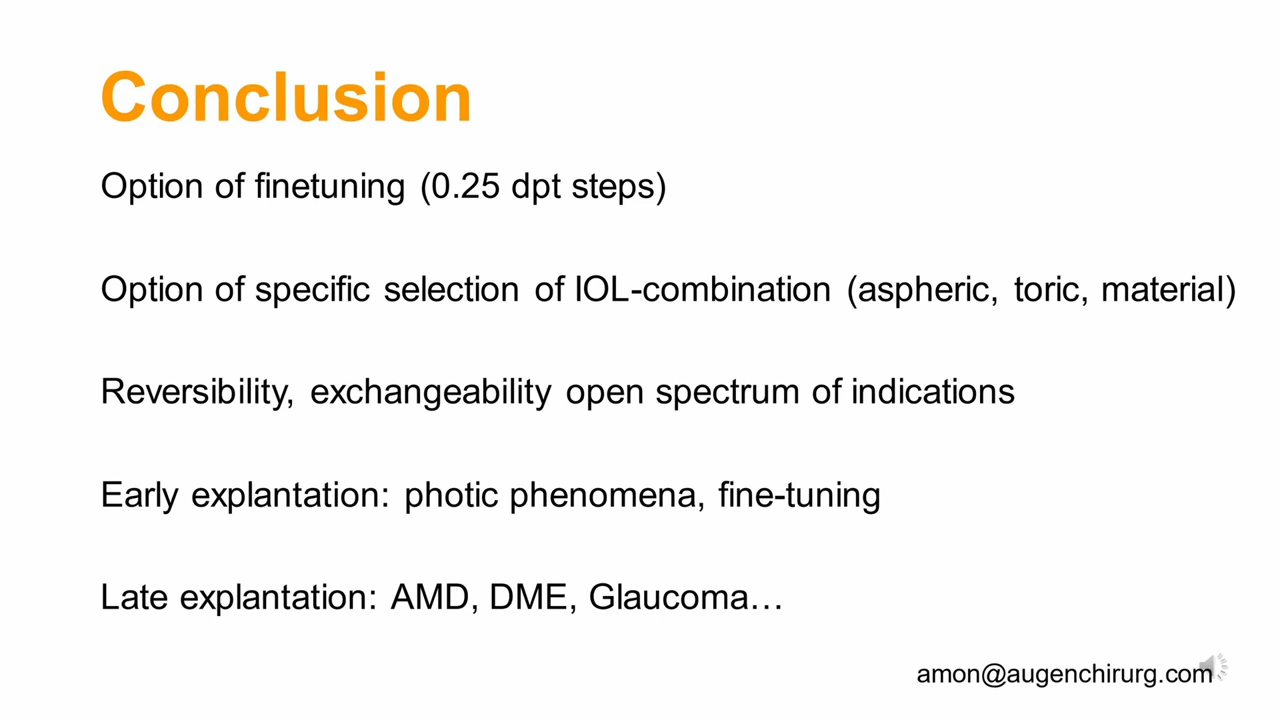 Conclusion
Option of finetuning (0.25 dpt steps)
Option of specific selection of IOL-combination (aspheric, toric, material)
Reversibility, exchangeability open spectrum of indications
Early explantation: photic phenomena, fine-tuning
Late explantation: AMD, DME, Glaucoma…
amon@augenchirurg.com